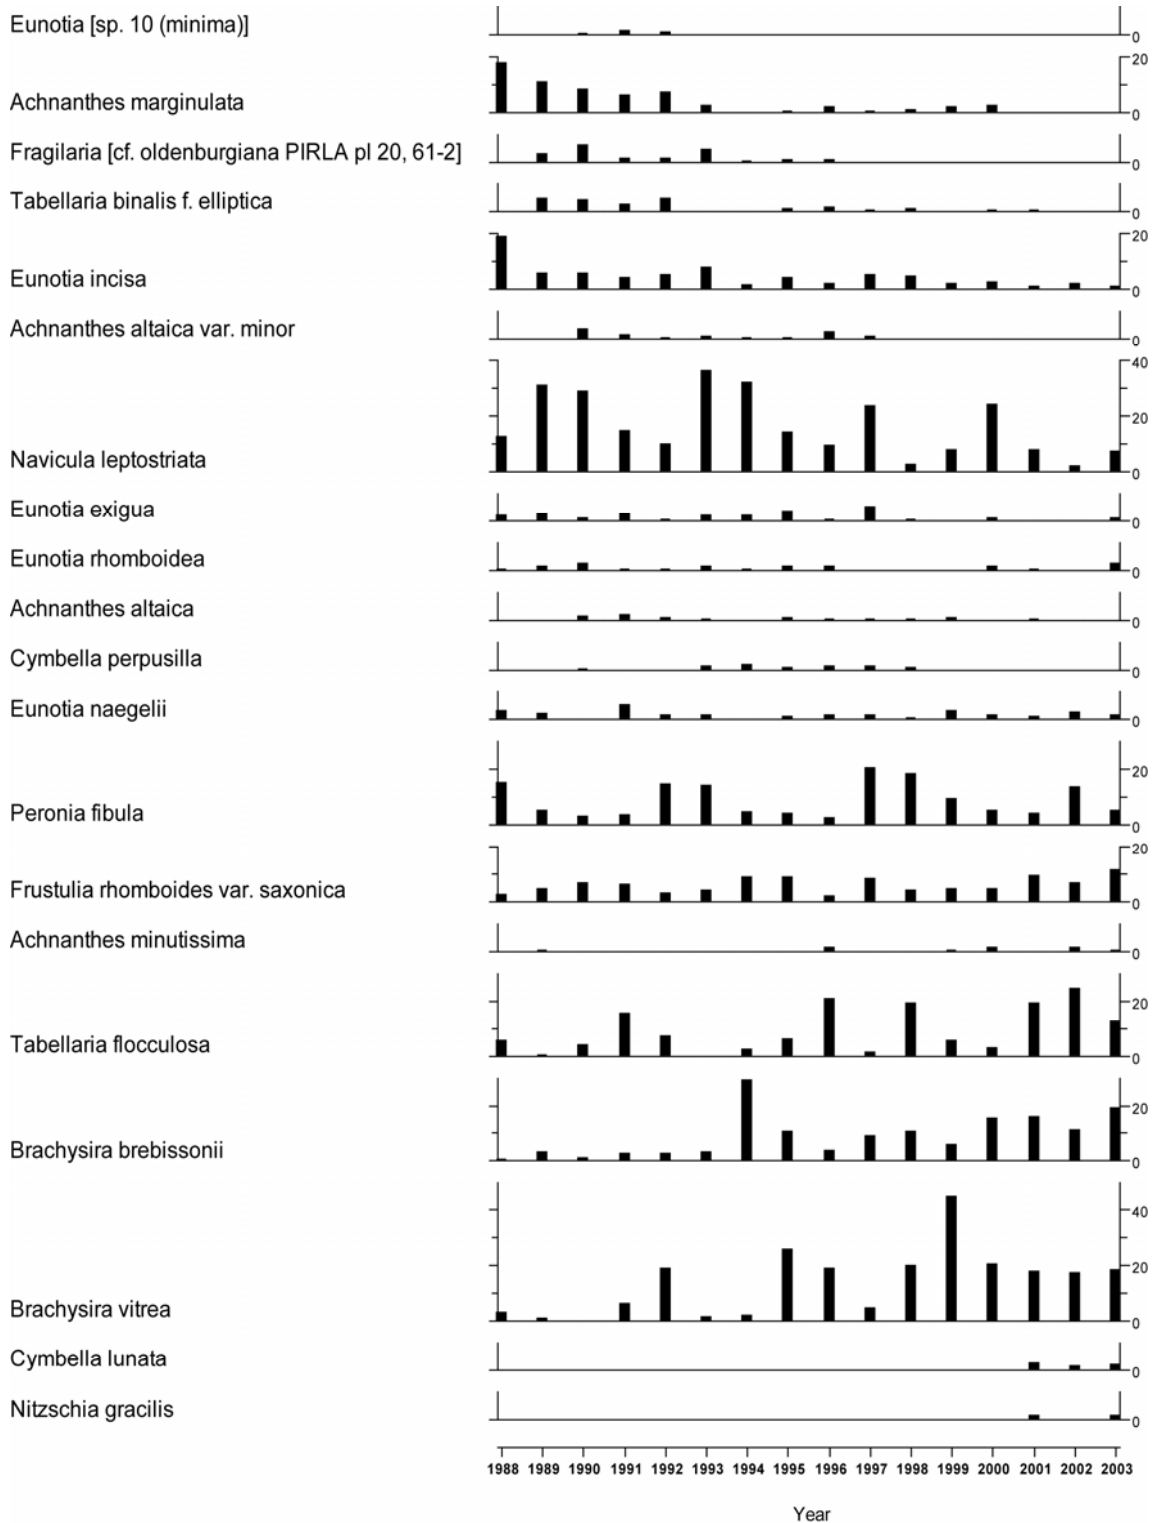 Eunotia [sp. 10 (minima)]
0
20
Achnanthes marginulata
0
Fragilaria [cf. oldenburgiana PIRLA pl 20, 61-2]
0
Tabellaria binalis f. elliptica
0
20
Eunotia incisa
0
Achnanthes altaica var. minor
0
40
20
Navicula leptostriata
0
Eunotia exigua
0
Eunotia rhomboidea
0
Achnanthes altaica
0
Cymbella perpusilla
0
Eunotia naegelii
0
20
Peronia fibula
0
20
Frustulia rhomboides var. saxonica
0
Achnanthes minutissima
0
20
Tabellaria flocculosa
0
20
Brachysira brebissonii
0
40
20
Brachysira vitrea
0
Cymbella lunata
0
Nitzschia gracilis
0
1988 1989 1990 1991 1992 1993 1994 1995 1996 1997 1998 1999 2000 2001 2002 2003
Year